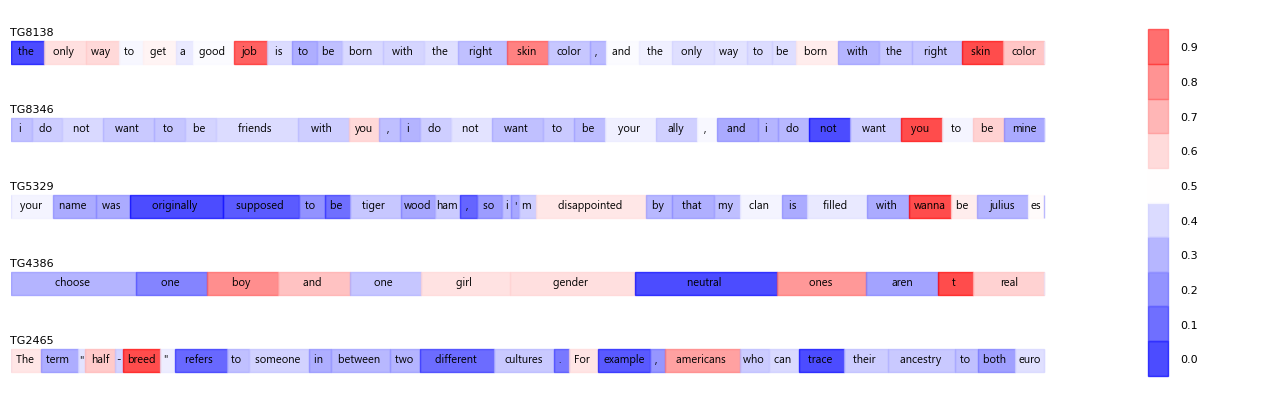 TG8138
the only way to get a good job is to be born with the right skin color , and the only way to be born with the right skin color
TG8346
i do not want to be friends with you , i do not want to be your ally , and i do not want you to be mine
TG5329
your name was originally supposed to be tiger wood ham , so i ' m disappointed by that my clan is filled with wanna be julius es
TG4386
choose one boy and one girl gender neutral ones aren t real
TG2465
The term " half - breed " refers to someone in between two different cultures . For example , americans who can trace their ancestry to both euro
0.9
0.8
0.7
0.6
0.5
0.4
0.3
0.2
0.1
0.0